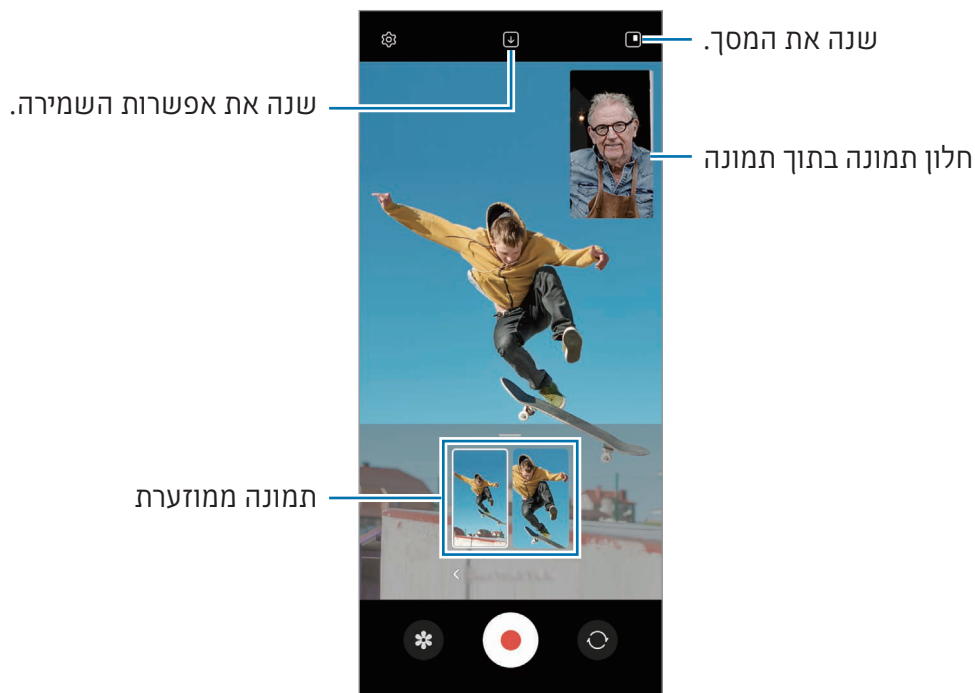 שנה את המסך.
שנה את אפשרות השמירה.
חלון תמונה בתוך תמונה
תמונה ממוזערת